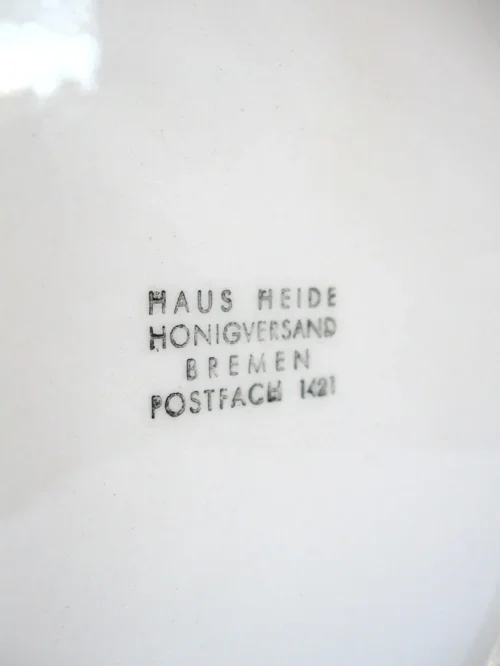 HAUS HEIDE
HONIGVERSAND
BREMEN
POSTFACH 1421